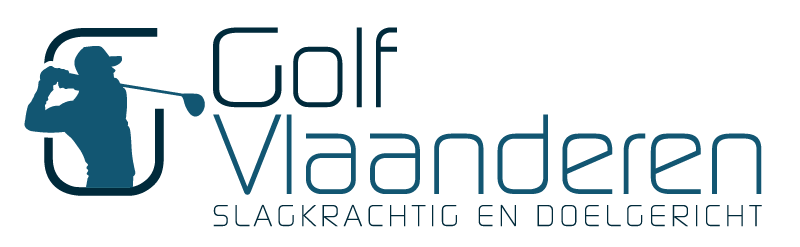 Golf
Vlaanderen
SLAGKRACHTIG EN DOELGERICHT